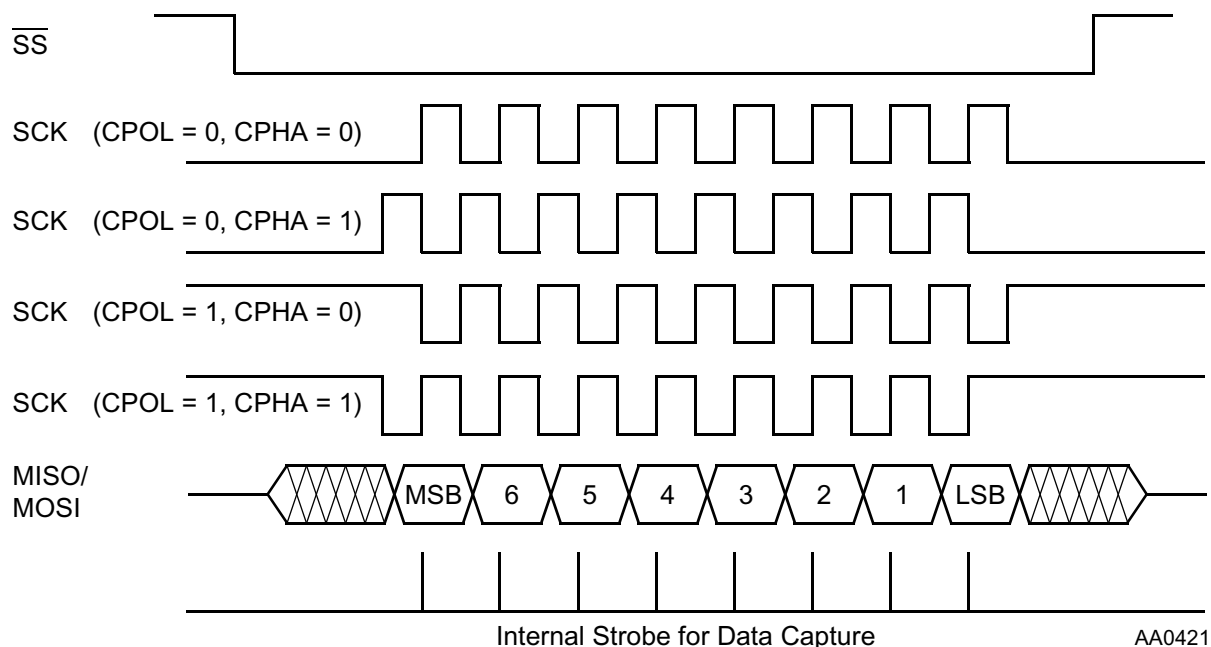 SS
SCK (CPOL = 0, CPHA = 0)
SCK (CPOL = 0, CPHA = 1)
SCK (CPOL = 1, CPHA = 0)
SCK (CPOL = 1, CPHA = 1)
MISO/
MOSI
MSB 6 5 4 3 2 1 LSB
Internal Strobe for Data Capture
AA0421